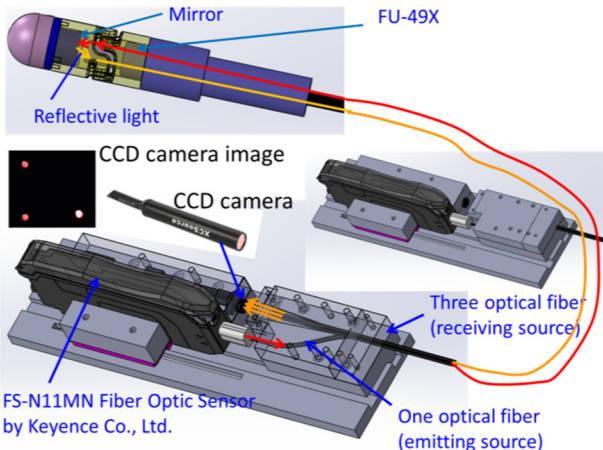 Mirror
FU-49X
Reflective light
CCD camera image
CCD camera
XCSource
Three optical fiber
(receiving source)
FS-N11MN Fiber Optic Sensor
by Keyence Co., Ltd.
One optical fiber
(emitting source)